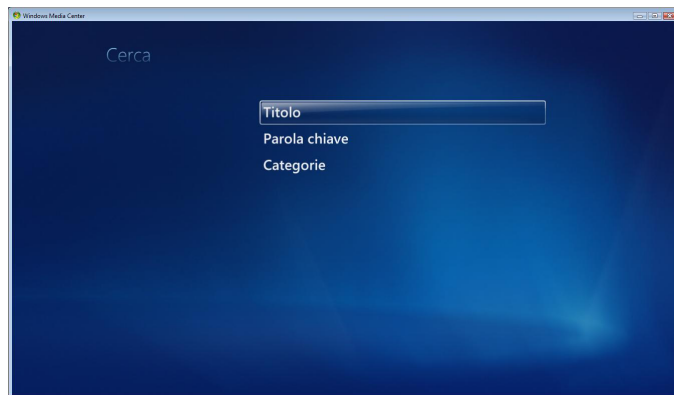 Windows Media Center
Cerca
Titolo
Parola chiave
Categorie